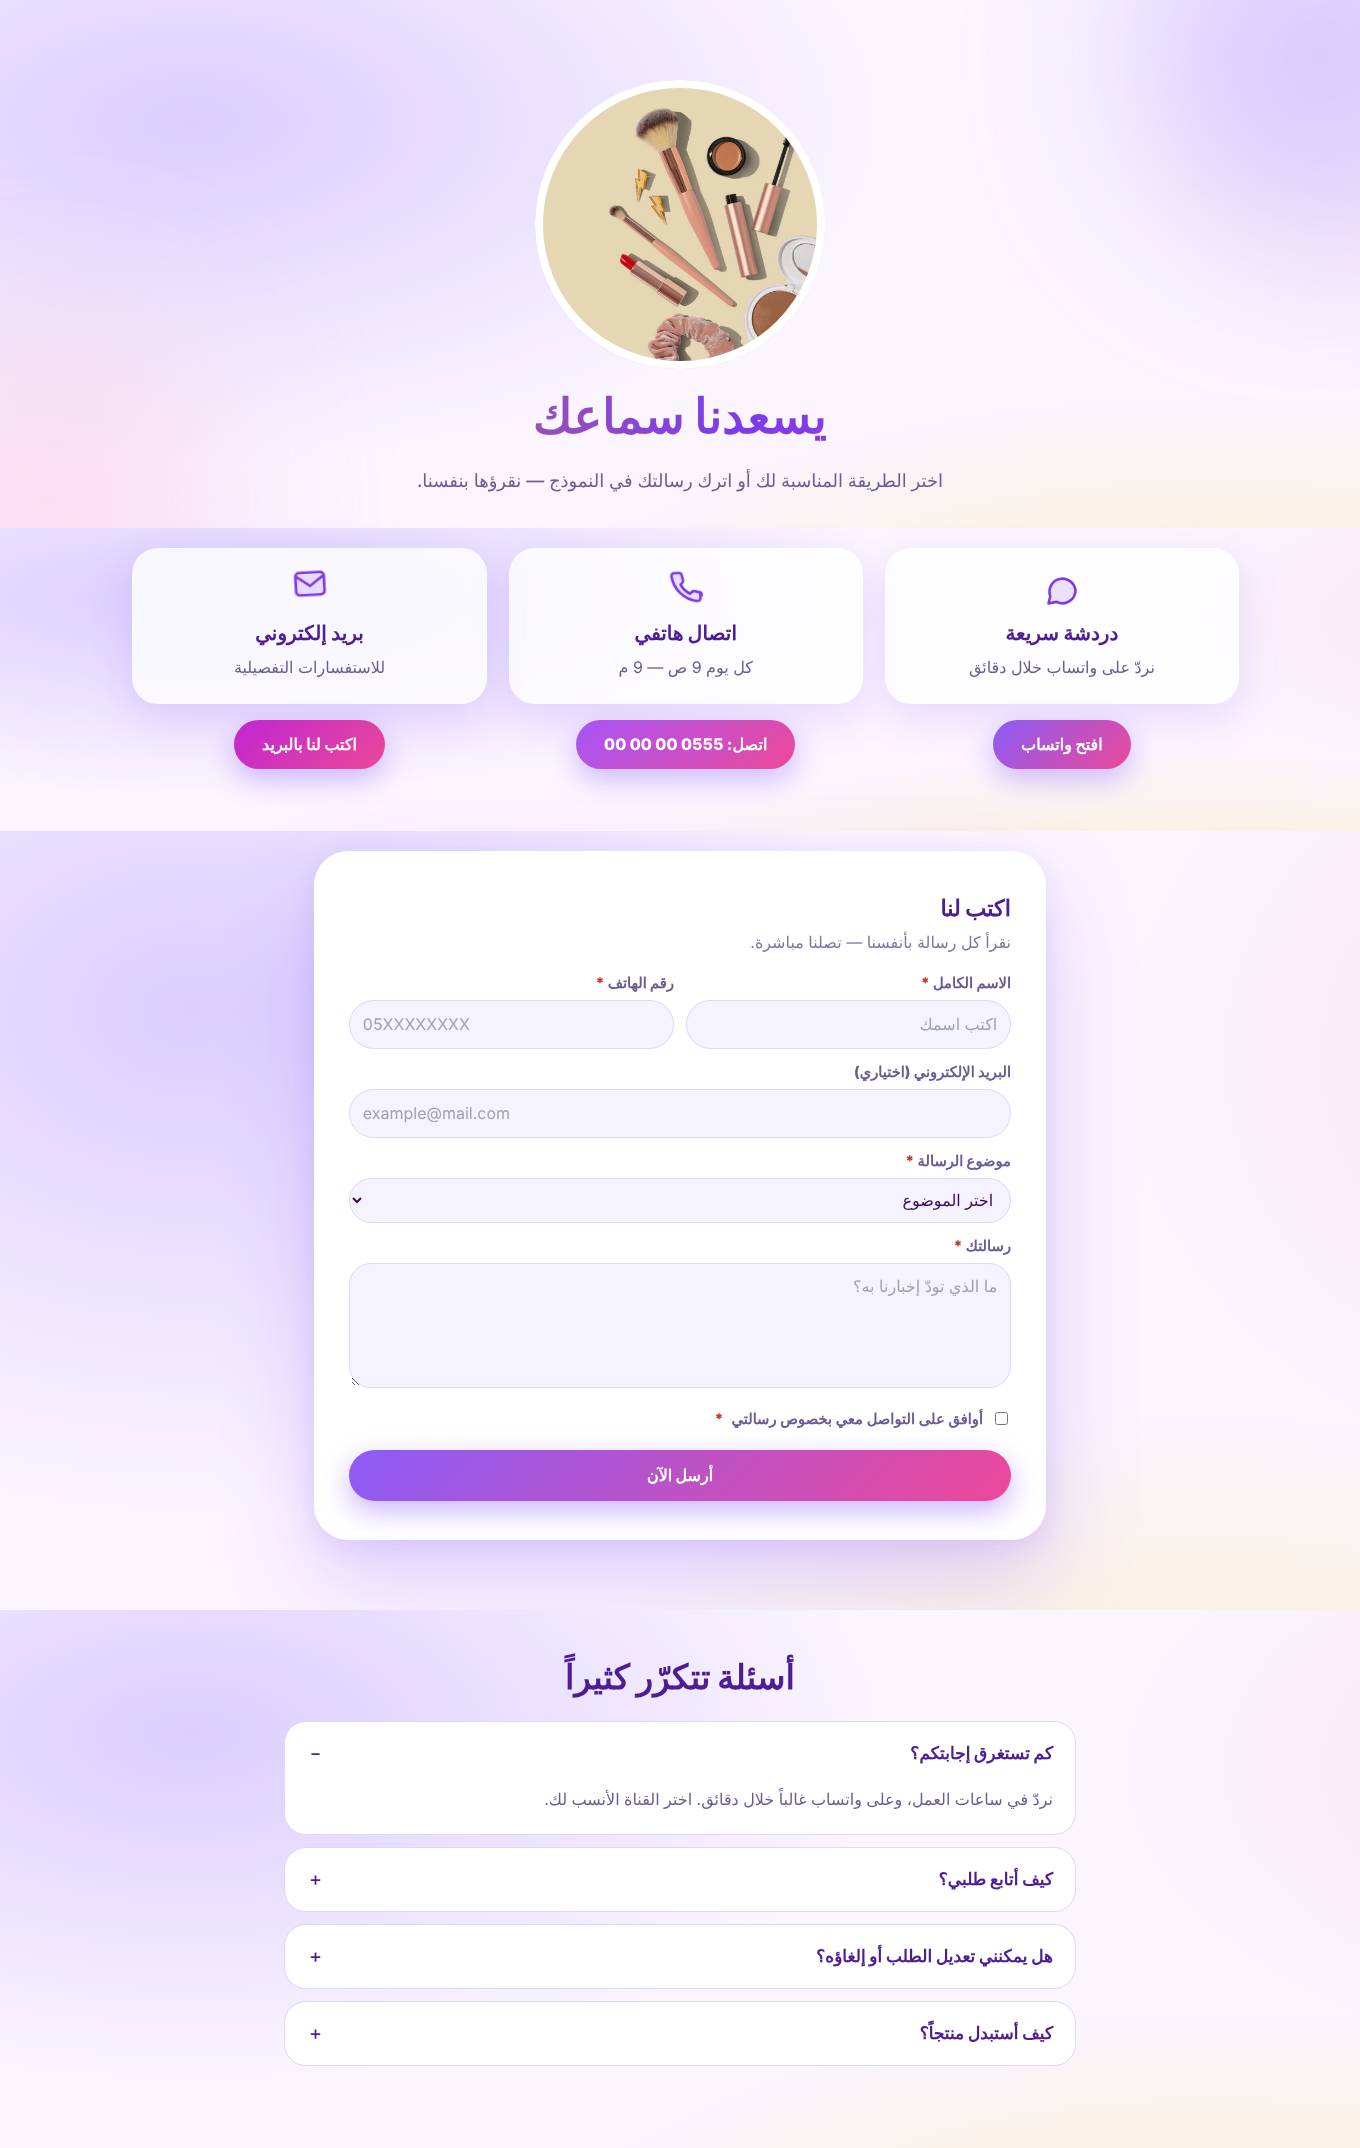 يسعدنا سماعك
اختر الطريقة المناسبة لك أو اترك رسالتك في النموذج — نقرؤها بنفسنا.
دردشة سريعة
نردّ على واتساب خلال دقائق
افتح واتساب
اتصال هاتفي
كل يوم 9 ص — 9 م
اتصل: 0555 00 00 00
بريد إلكتروني
للاستفسارات التفصيلية
اكتب لنا بالبريد
اكتب لنا
نقرأ كل رسالة بأنفسنا — تصلنا مباشرة.
الاسم الكامل *
اكتب اسمك
رقم الهاتف *
05XXXXXXXX
البريد الإلكتروني (اختياري)
example@mail.com
موضوع الرسالة *
اختر الموضوع
رسالتك *
ما الذي تودّ إخبارنا به؟
أوافق على التواصل معي بخصوص رسالتي *
أرسل الآن
أسئلة تتكرّر كثيراً
كم تستغرق إجابتكم؟ −
نردّ في ساعات العمل، وعلى واتساب غالباً خلال دقائق. اختر القناة الأنسب لك.
كيف أتابع طلبي؟ +
هل يمكنني تعديل الطلب أو إلغاؤه؟ +
كيف أستبدل منتجاً؟ +